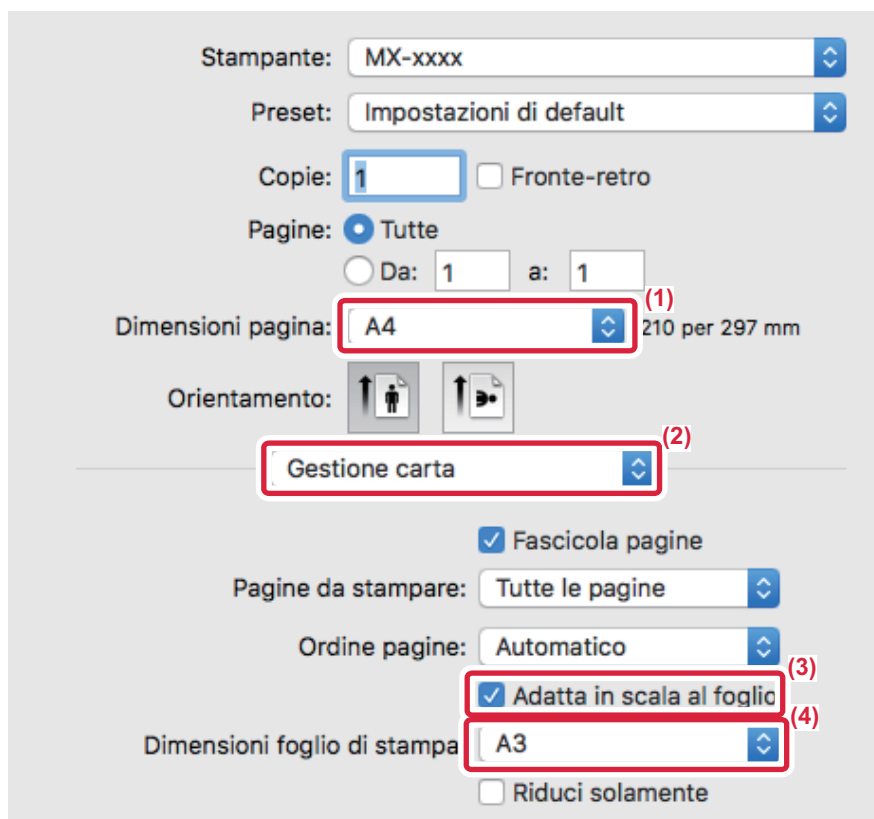 Stampante: MX-xxxx
Preset: Impostazioni di default
Copie: 1 Fronte-retro
Pagine: Tutte
Da: 1 a: 1
(1)
Dimensioni pagina: A4 210 per 297 mm
Orientamento:
(2)
Gestione carta
Fascicola pagine
Pagine da stampare: Tutte le pagine
Ordine pagine: Automatico
(3)
Adatta in scala al foglio
(4)
Dimensioni foglio di stampa A3
Riduci solamente